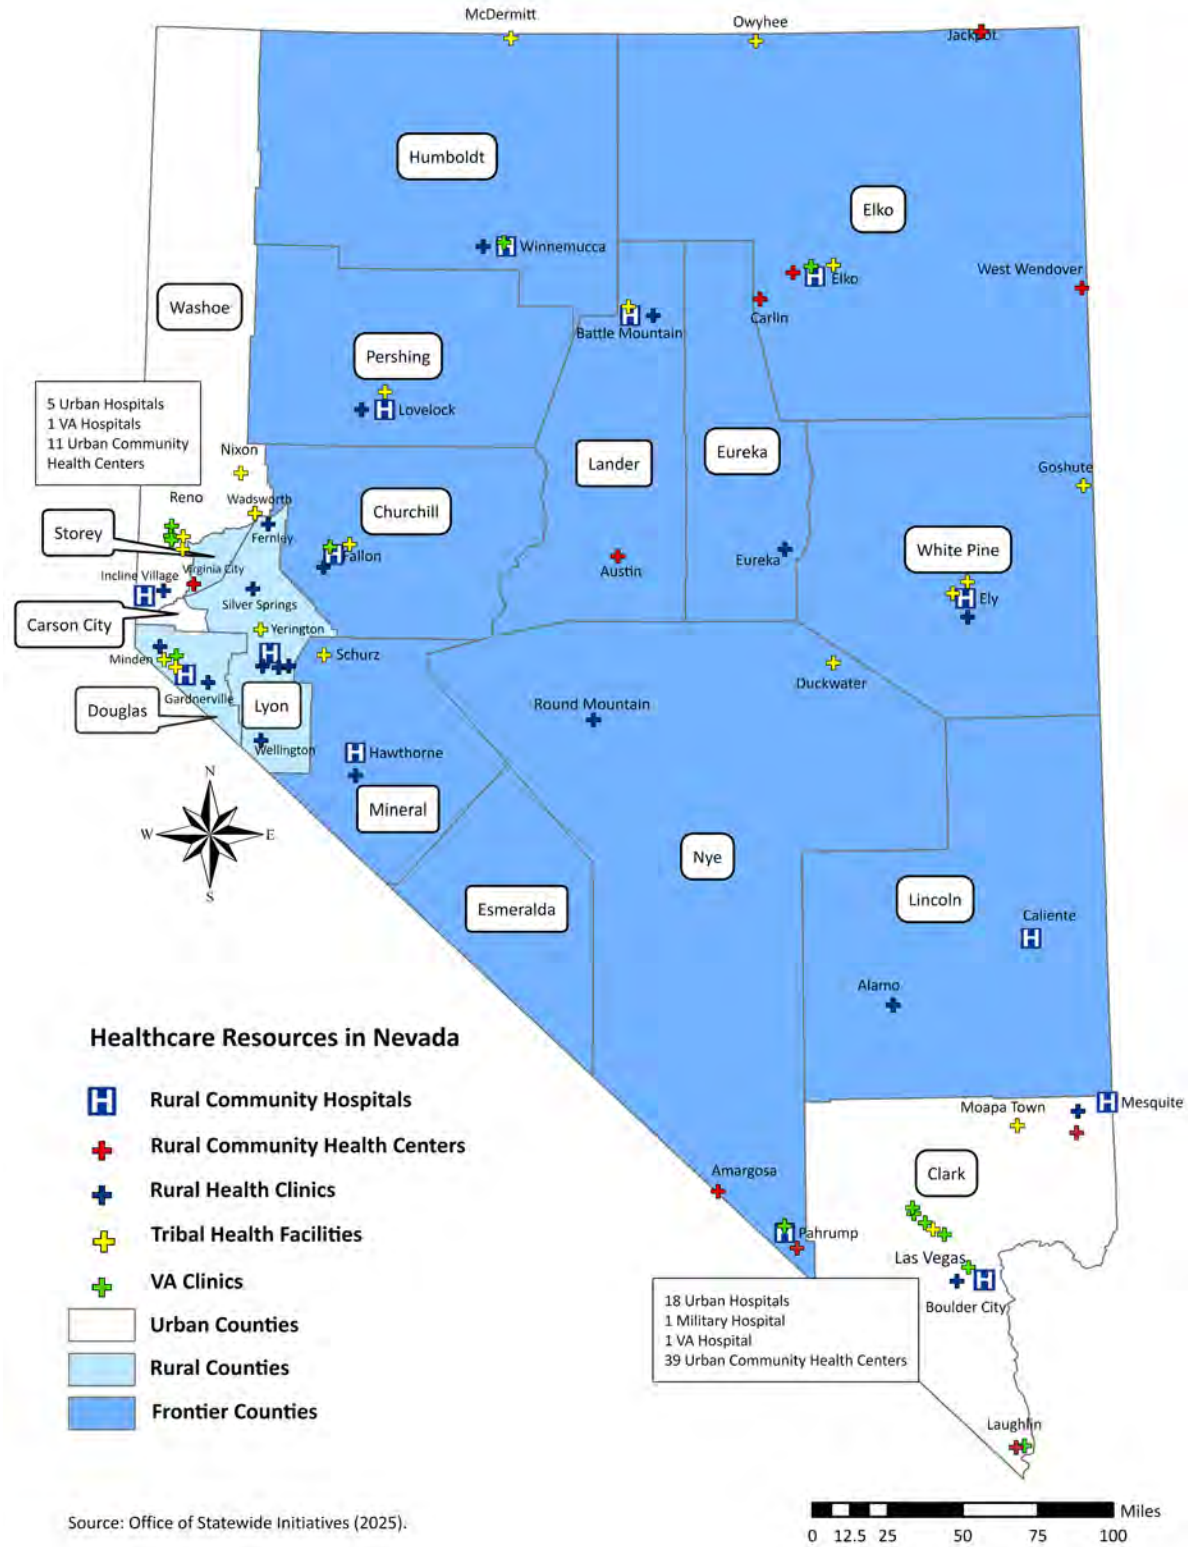 McDermitt
Owyhee
Jackpot
Humboldt
Elko
Winnemucca
West Wendover
Elko
Washoe
Carlin
Battle Mountain
Pershing
5 Urban Hospitals
1 VA Hospitals
11 Urban Community
Health Centers
Lovelock
Nixon
Lander
Eureka
Goshute
Reno
Wadsworth
Churchill
Storey
Fernley
Fallon
White Pine
Virginia City
Eureka
Austin
Incline Village
Silver Springs
Ely
Carson City
Yerington
Minden
Schurz
Duckwater
Gardnerville
Douglas
Lyon
Round Mountain
Wellington
Hawthorne
N
W
E
S
Mineral
Nye
Esmeralda
Lincoln
Caliente
Alamo
Healthcare Resources in Nevada
H Rural Community Hospitals
Rural Community Health Centers
Rural Health Clinics
Tribal Health Facilities
VA Clinics
Urban Counties
Rural Counties
Frontier Counties
Moapa Town
Mesquite
Clark
Amargosa
Pahrump
Las Vegas
Boulder City
18 Urban Hospitals
1 Military Hospital
1 VA Hospital
39 Urban Community Health Centers
Laughlin
Source: Office of Statewide Initiatives (2025).
Miles
0 12.5 25 50 75 100